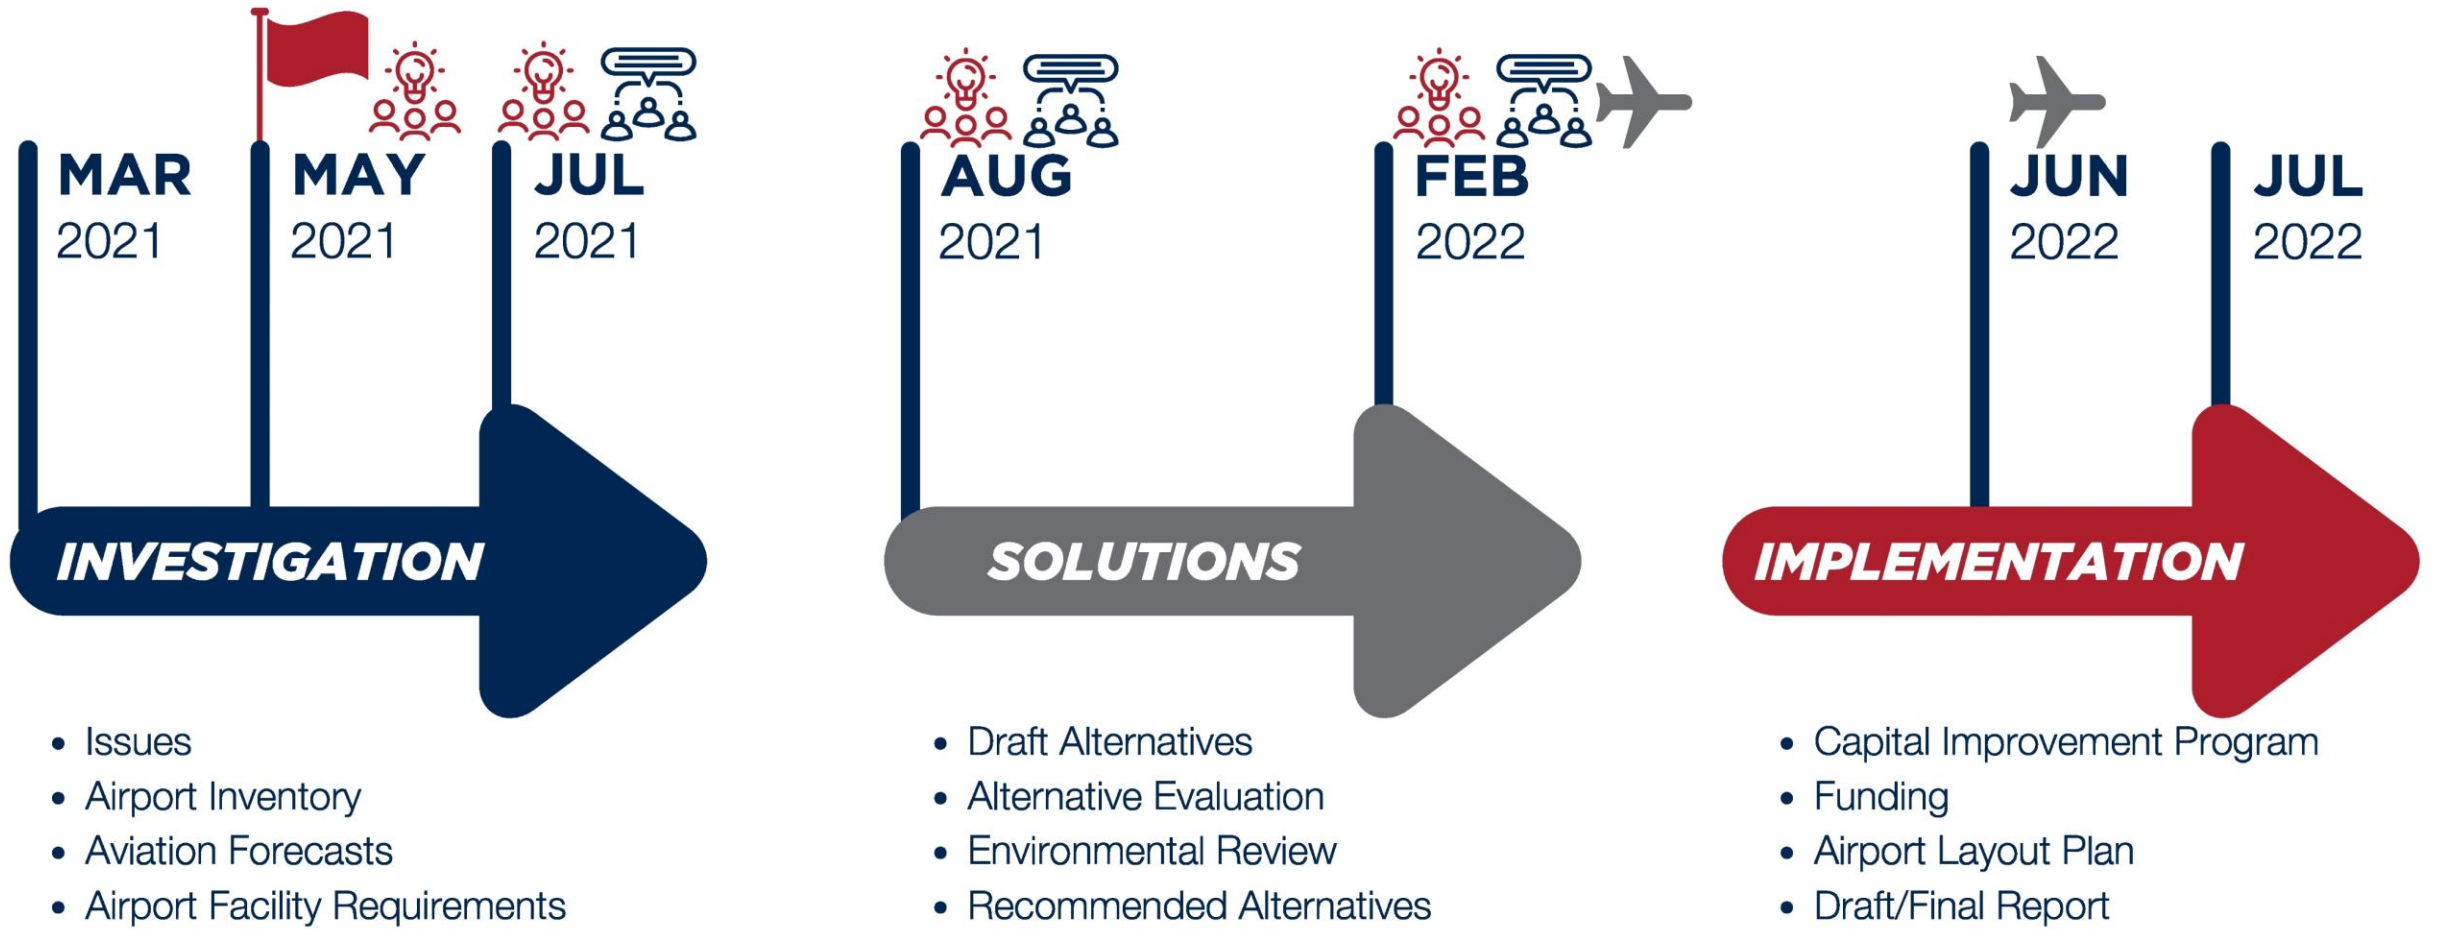 MAR
2021
MAY
2021
JUL
2021
AUG
2021
FEB
2022
JUN
2022
JUL
2022
INVESTIGATION
SOLUTIONS
IMPLEMENTATION
• Issues
• Airport Inventory
• Aviation Forecasts
• Airport Facility Requirements
• Draft Alternatives
• Alternative Evaluation
• Environmental Review
• Recommended Alternatives
• Capital Improvement Program
• Funding
• Airport Layout Plan
• Draft/Final Report